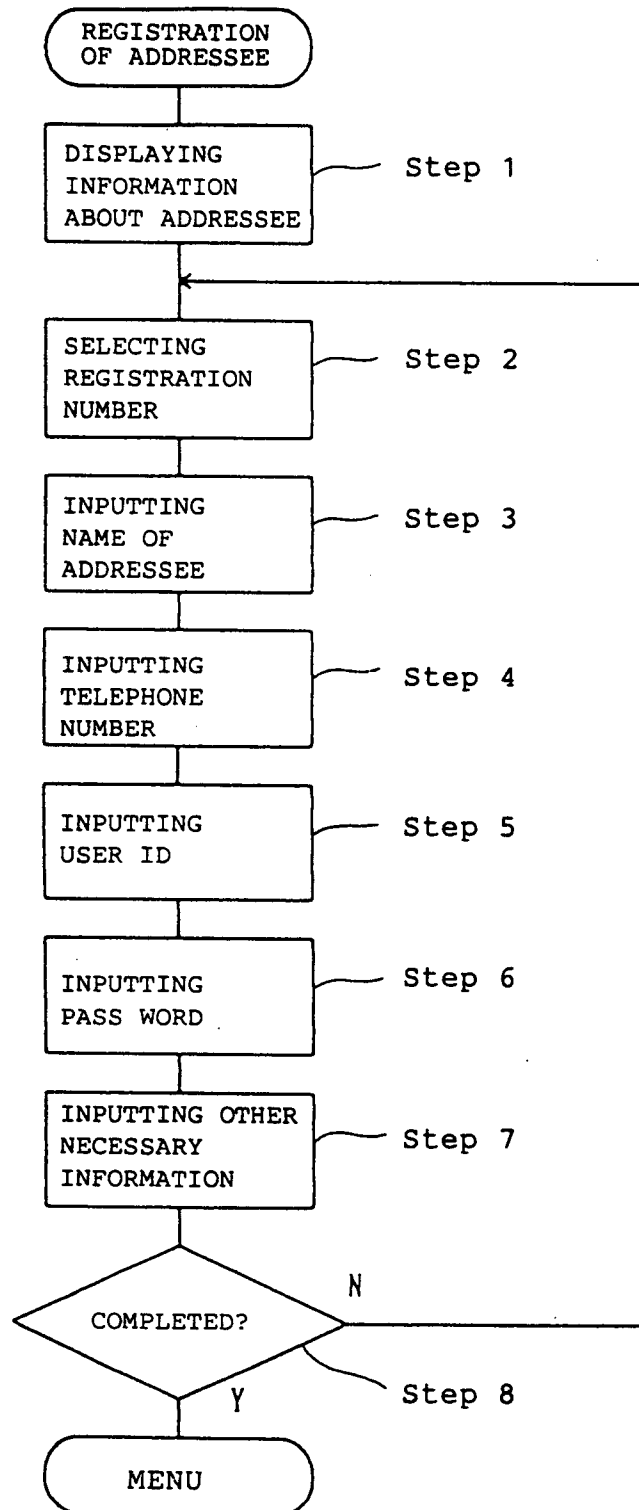 REGISTRATION
OF ADDRESSEE
DISPLAYING
INFORMATION
ABOUT ADDRESSEE
Step 1
SELECTING
REGISTRATION
NUMBER
Step 2
INPUTTING
NAME OF
ADDRESSEE
Step 3
INPUTTING
TELEPHONE
NUMBER
Step 4
INPUTTING
USER ID
Step 5
INPUTTING
PASS WORD
Step 6
INPUTTING OTHER
NECESSARY
INFORMATION
Step 7
COMPLETED?
N
Y
Step 8
MENU